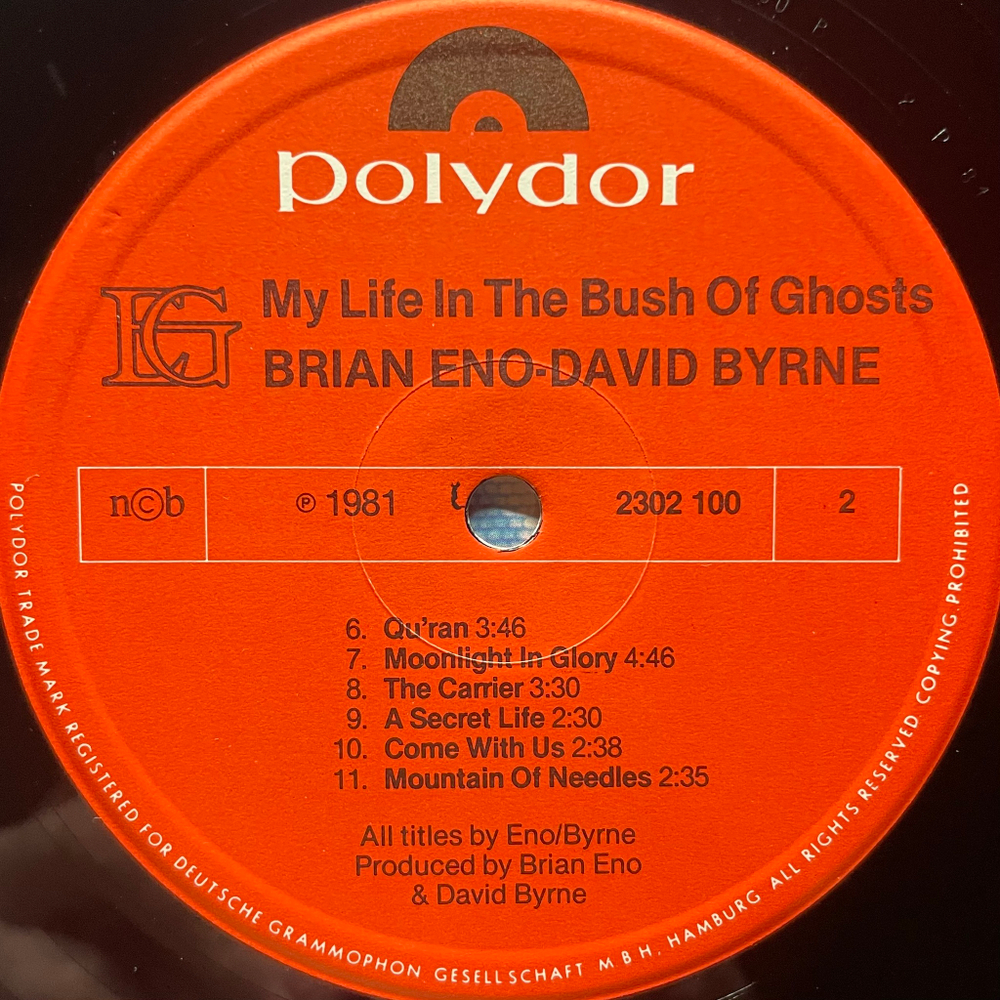 polydor
EG
My Life In The Bush Of Ghosts
BRIAN ENO-DAVID BYRNE
n©b
℗ 1981
2302 100
2
6. Qu'ran 3:46
7. Moonlight In Glory 4:46
8. The Carrier 3:30
9. A Secret Life 2:30
10. Come With Us 2:38
11. Mountain Of Needles 2:35
All titles by Eno/Byrne
Produced by Brian Eno
& David Byrne
POLYDOR TRADE MARK REGISTERED FOR DEUTSCHE GRAMMOPHON GESELLSCHAFT M B H, HAMBURG ALL RIGHTS RESERVED COPYING PROHIBITED